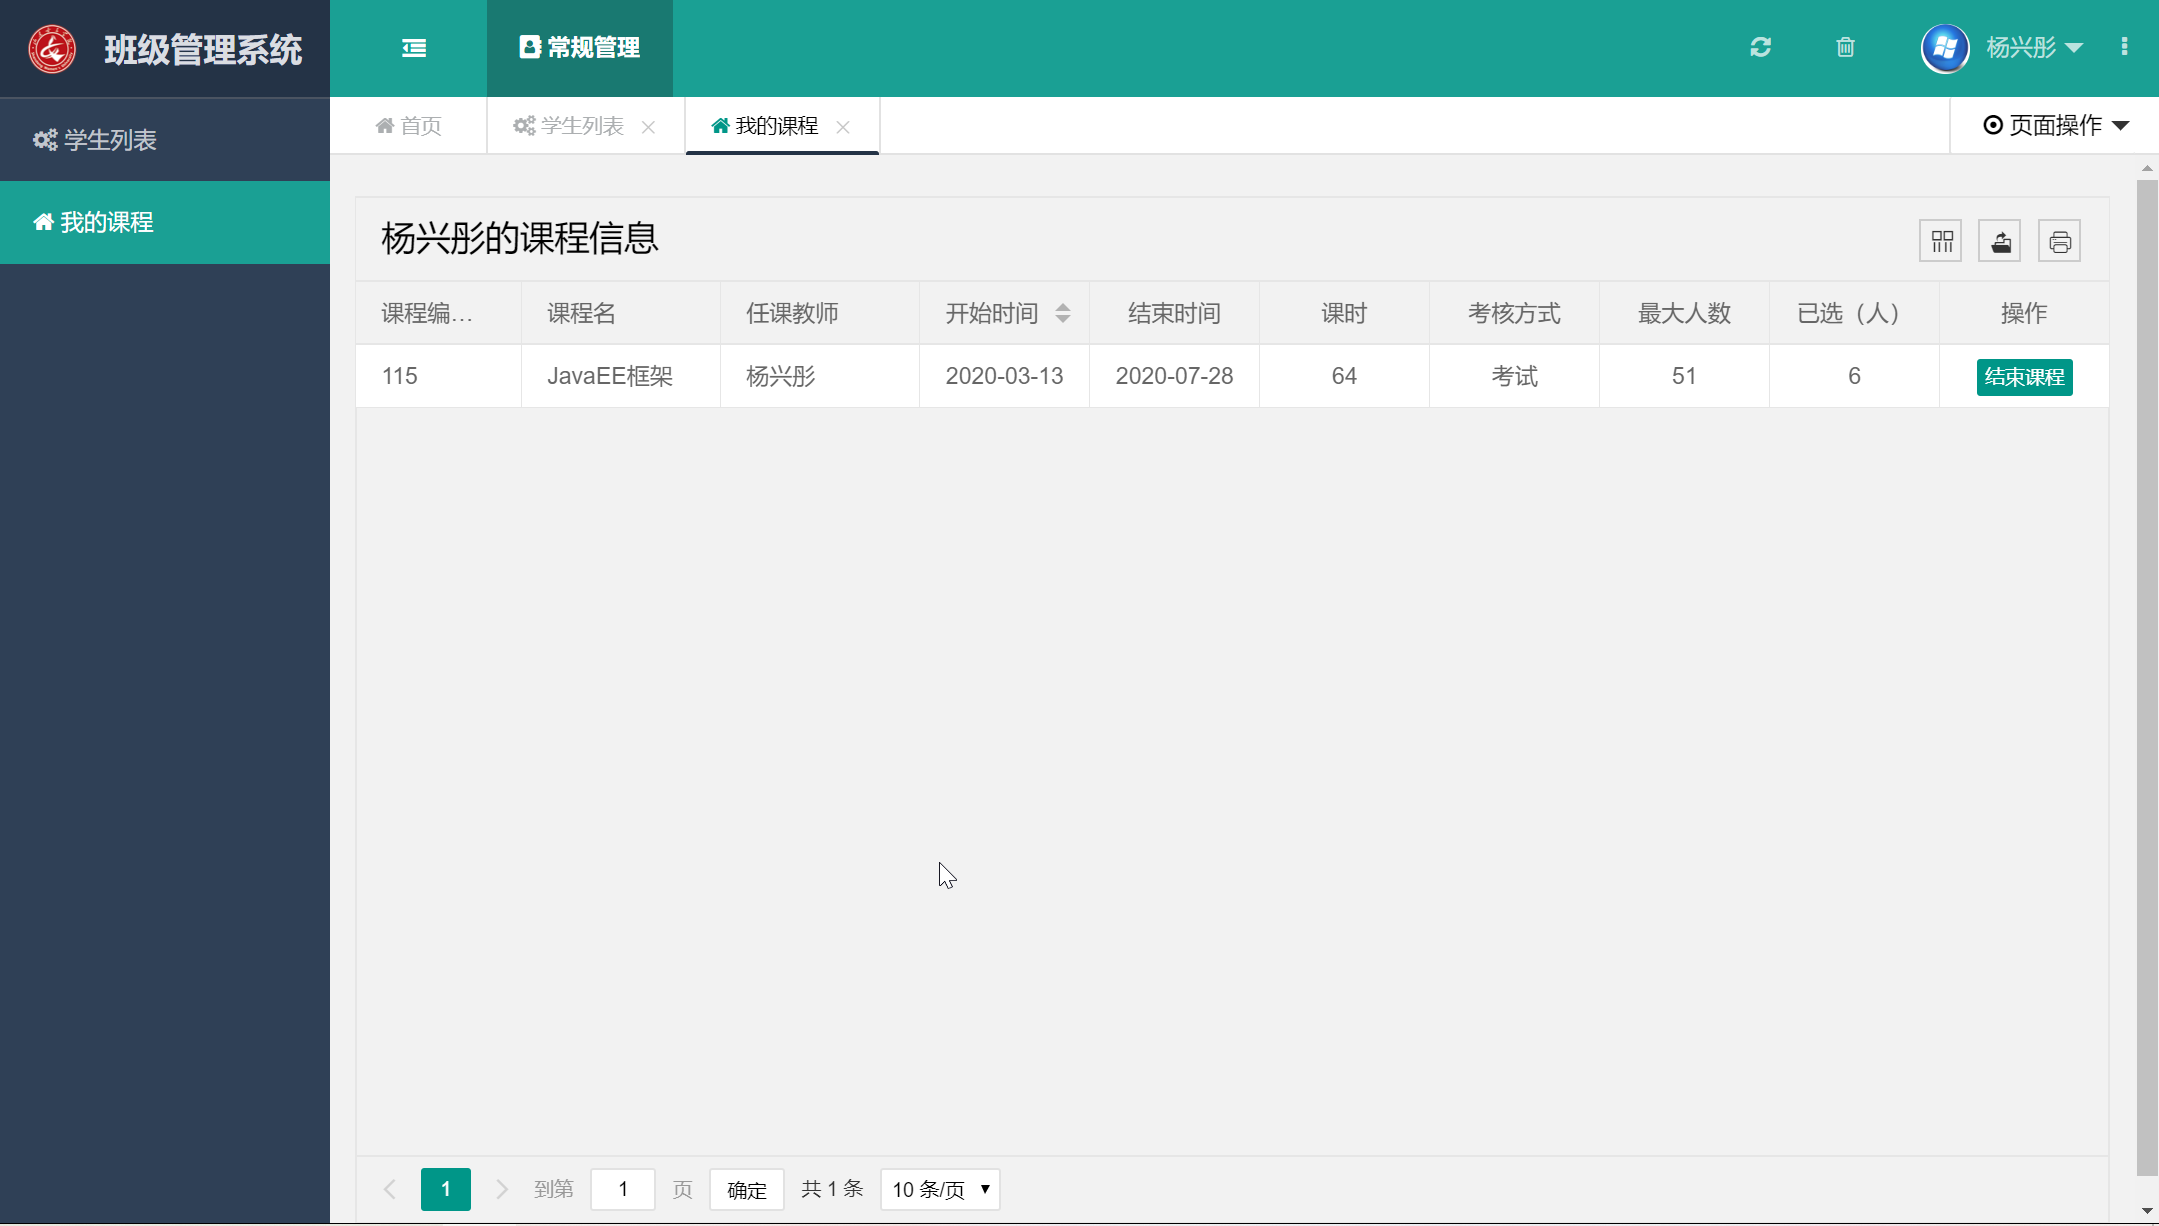 班级管理系统
常规管理
杨兴彤
学生列表
我的课程
首页
学生列表
我的课程
页面操作
杨兴彤的课程信息
课程编... 课程名 任课教师 开始时间 结束时间 课时 考核方式 最大人数 已选（人） 操作
115 JavaEE框架 杨兴彤 2020-03-13 2020-07-28 64 考试 51 6 结束课程
1 到第 1 页 确定 共 1 条 10 条/页